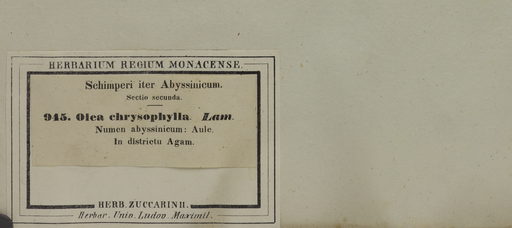 HERBARIUM REGIUM MONACENSE.
Schimperi iter Abyssinicum.
Sectio secunda.
945. Olea chrysophylla Lam.
Numen abyssinicum: Aule.
In districtu Agam.
HERB. ZUCCARINII.
Herbar. Univ. Ludov. Maximil.